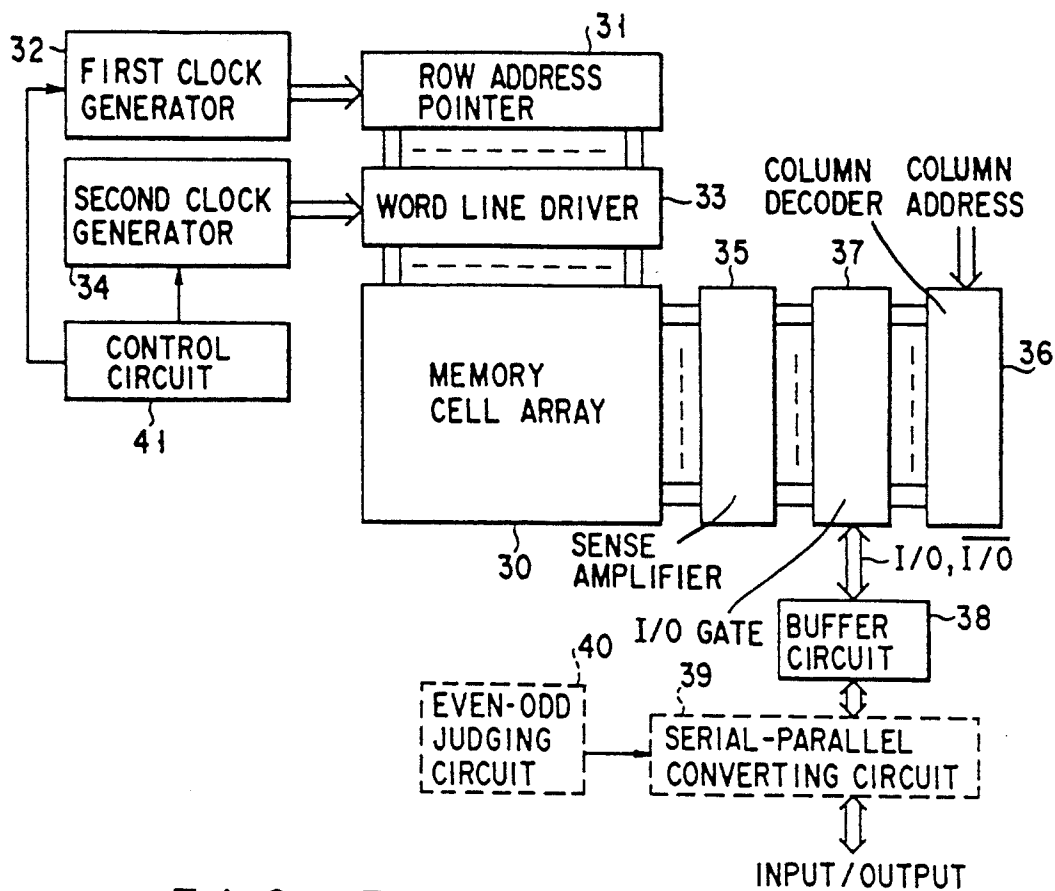 32
FIRST CLOCK
GENERATOR
31
ROW ADDRESS
POINTER
SECOND CLOCK
GENERATOR
34
WORD LINE DRIVER
33
COLUMN
DECODER
COLUMN
ADDRESS
CONTROL
CIRCUIT
41
MEMORY
CELL ARRAY
30
35
37
36
SENSE
AMPLIFIER
I/O GATE
I/O, I/O
BUFFER
CIRCUIT
38
40
EVEN-ODD
JUDGING
CIRCUIT
39
SERIAL-PARALLEL
CONVERTING CIRCUIT
INPUT/OUTPUT